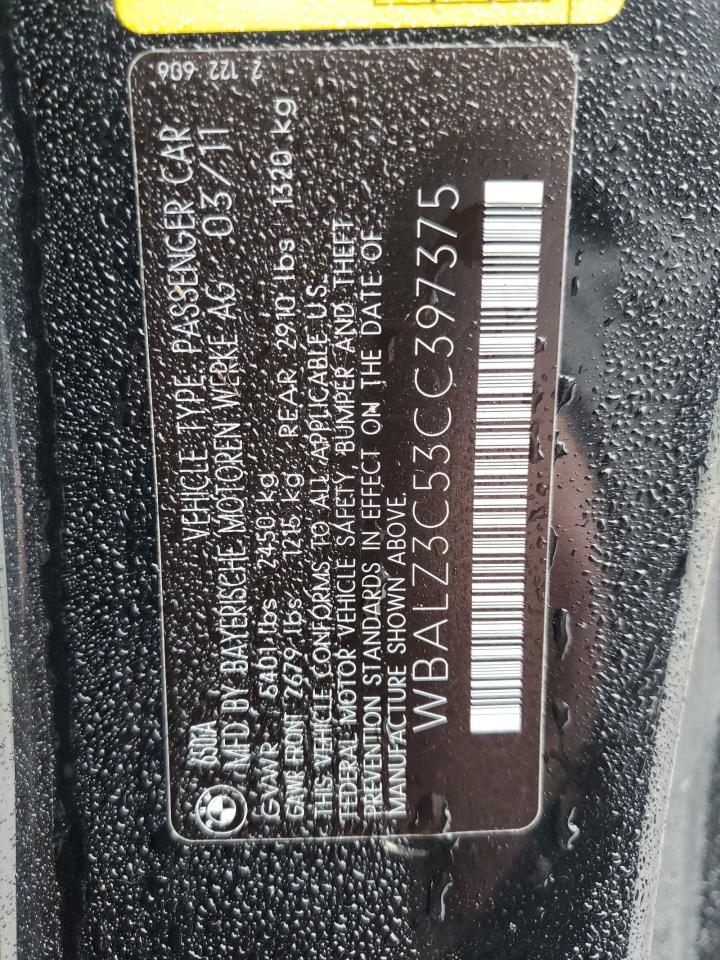 2 122 606
VEHICLE TYPE: PASSENGER CAR
MFD BY BAYERISCHE MOTOREN WERKE AG 03/11
GVWR 5401 lbs 2450 kg
GAWR FRONT 2679 lbs 1215 kg REAR 2910 lbs 1320 kg
THIS VEHICLE CONFORMS TO ALL APPLICABLE U.S.
FEDERAL MOTOR VEHICLE SAFETY, BUMPER AND THEFT
PREVENTION STANDARDS IN EFFECT ON THE DATE OF
MANUFACTURE SHOWN ABOVE.
WBALZ3C53CC397375